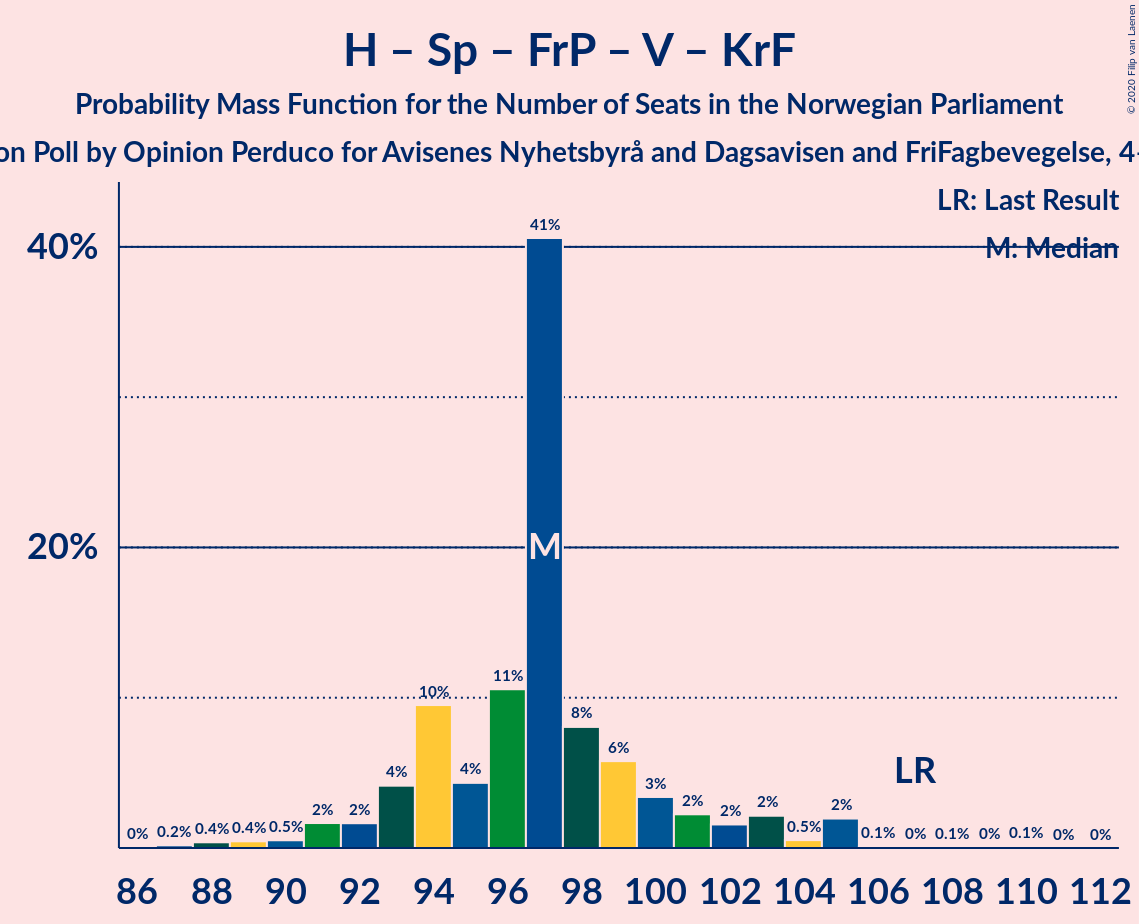 H – Sp – FrP – V – KrF
Probability Mass Function for the Number of Seats in the Norwegian Parliament
on Poll by Opinion Perduco for Avisenes Nyhetsbyrå and Dagsavisen and FriFagbevegelse, 4-
© 2020 Filip van Laenen
LR: Last Result
M: Median
40%
20%
0% 0.2% 0.4% 0.4% 0.5% 2% 2% 4% 10% 4% 11% 41% 8% 6% 3% 2% 2% 2% 0.5% 2% 0.1% 0% 0.1% 0% 0.1% 0% 0%
M
LR
86 88 90 92 94 96 98 100 102 104 106 108 110 112